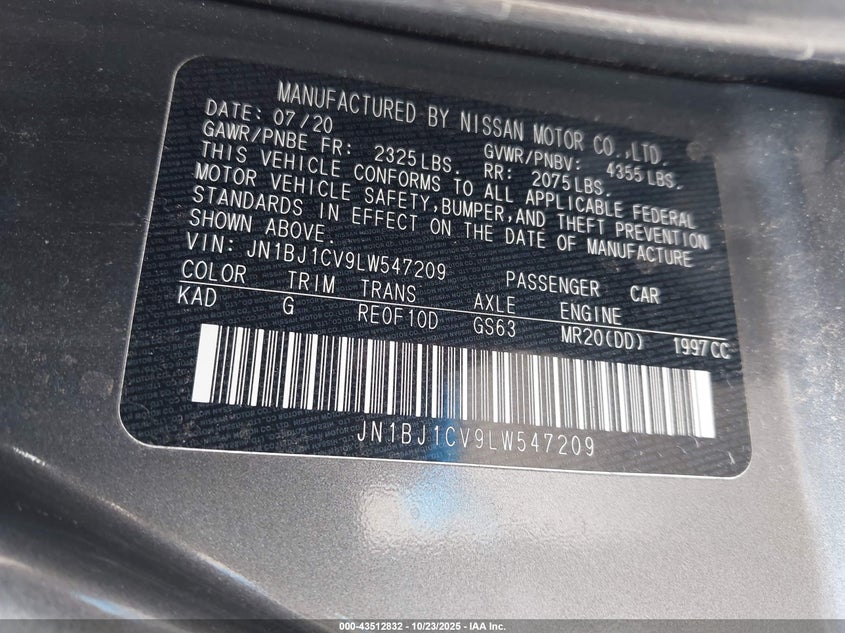 MANUFACTURED BY NISSAN MOTOR CO.,LTD.
DATE: 07/20 GVWR/PNBV: 4355 LBS.
GAWR/PNBE FR: 2325 LBS. RR: 2075 LBS.
THIS VEHICLE CONFORMS TO ALL APPLICABLE FEDERAL
MOTOR VEHICLE SAFETY, BUMPER, AND THEFT PREVENTION
STANDARDS IN EFFECT ON THE DATE OF MANUFACTURE
SHOWN ABOVE.
VIN: JN1BJ1CV9LW547209 PASSENGER CAR
COLOR TRIM TRANS AXLE ENGINE
KAD G RE0F10D GS63 MR20(DD) 1997CC
JN1BJ1CV9LW547209
000-43512832 - 10/23/2025 - IAA, Inc. - Copyright